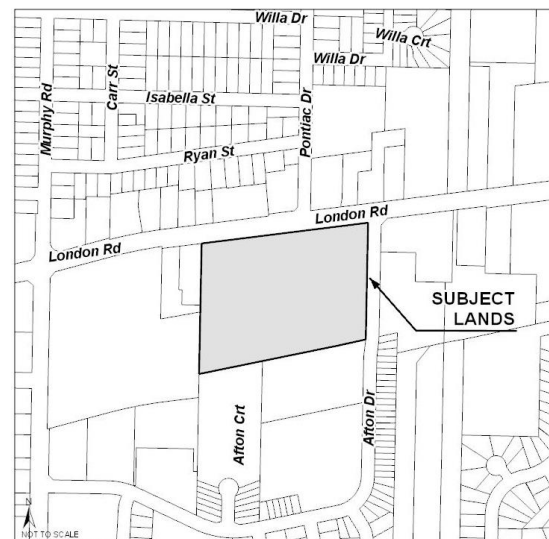 Willa Dr
Willa Crt
Willa Dr
Carr St
Isabella St
Murphy Rd
Pontiac Dr
Ryan St
London Rd
London Rd
SUBJECT
LANDS
Afton Crt
Afton Dr
N
NOT TO SCALE